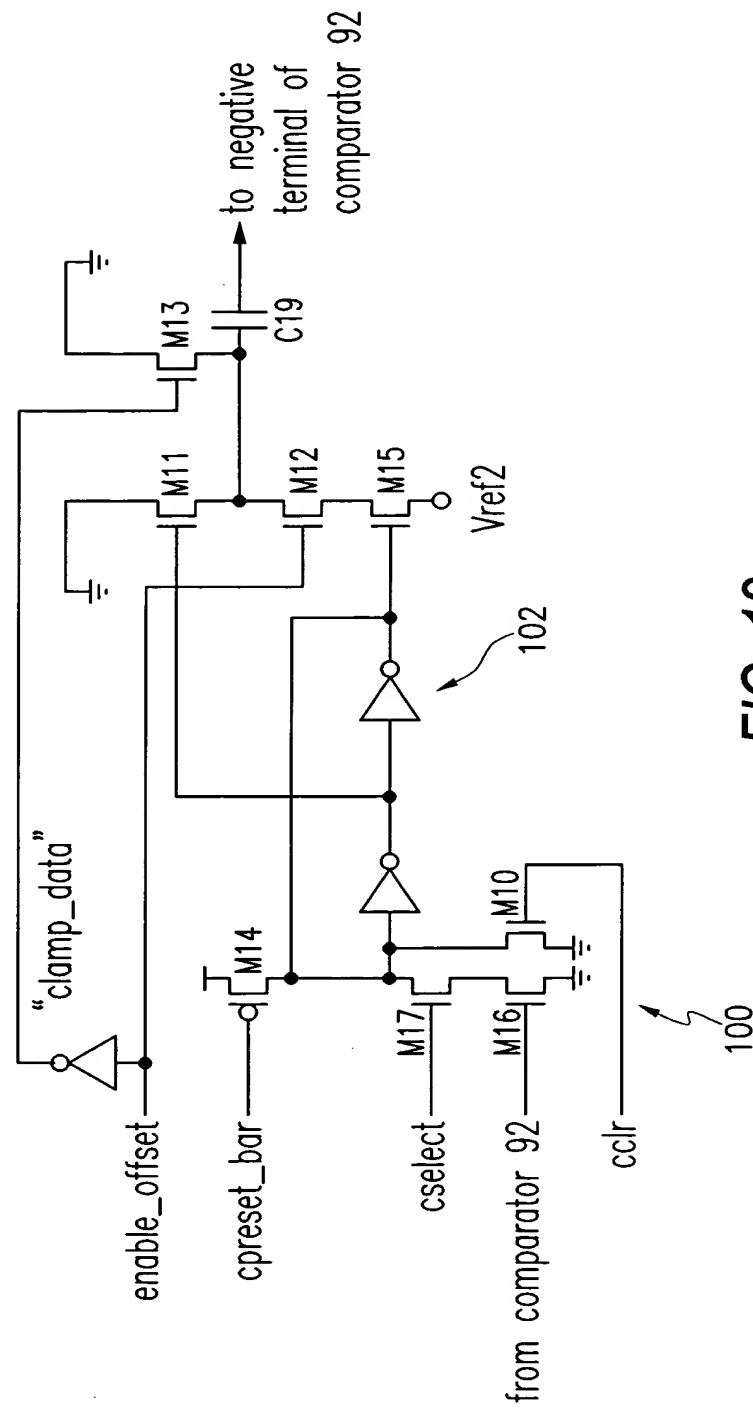 "clamp_data"
enable_offset
cpreset_bar
cselect
from comparator 92
cclr
100
M14
M17
M16
M10
102
M11
M12
M15
Vref2
M13
C19
to negative
terminal of
comparator 92